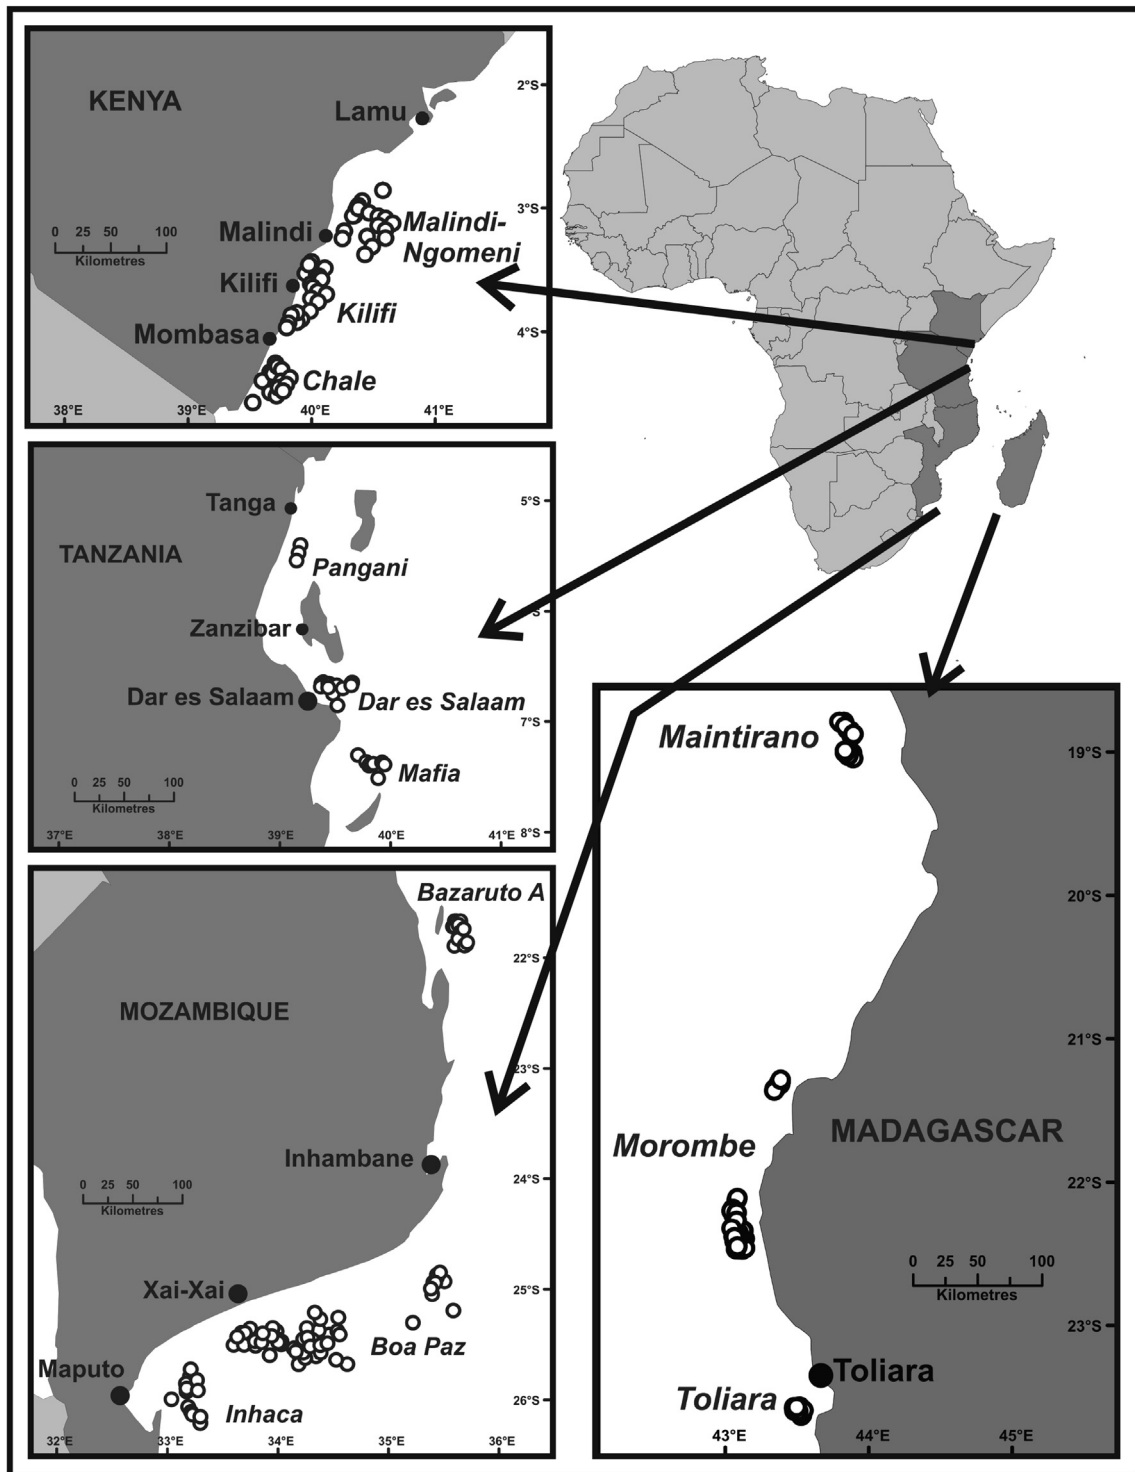 KENYA
Lamu
2°S
3°S
Malindi
Malindi-
Ngomeni
0 25 50 100
Kilometres
Kilifi
Kilifi
Mombasa
4°S
Chale
38°E 39°E 40°E 41°E
Tanga
5°S
TANZANIA
Pangani
S
Zanzibar
Dar es Salaam
Dar es Salaam
7°S
Mafia
0 25 50 100
Kilometres
37°E 38°E 39°E 40°E 41°E 8°S
Bazaruto A
22°S
MOZAMBIQUE
23°S
Inhambane
24°S
0 25 50 100
Kilometres
Xai-Xai
25°S
Boa Paz
Maputo
26°S
Inhaca
32°E 33°E 34°E 35°E 36°E
Maintirano
19°S
20°S
21°S
MADAGASCAR
Morombe
22°S
0 25 50 100
Kilometres
23°S
Toliara
Toliara
43°E 44°E 45°E